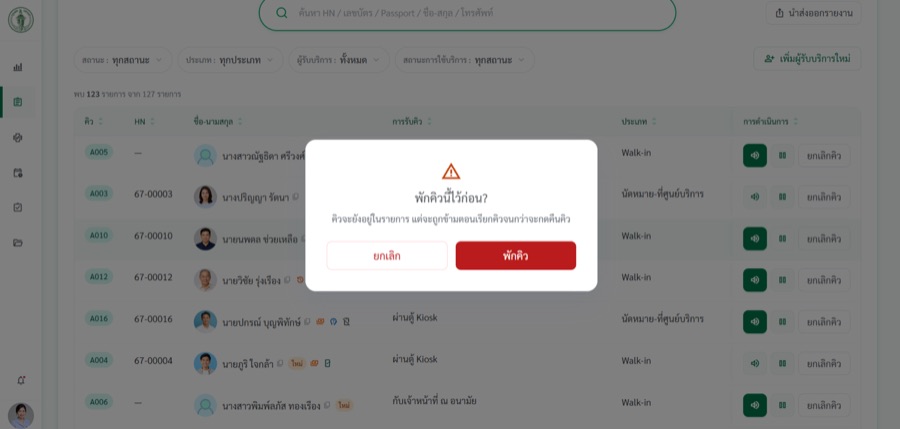 ค้นหา HN / เลขบัตร / Passport / ชื่อ-สกุล / โทรศัพท์
นำส่งออกรายงาน
สถานะ : ทุกสถานะ
ประเภท : ทุกประเภท
ผู้รับบริการ : ทั้งหมด
สถานะการใช้บริการ : ทุกสถานะ
เพิ่มผู้รับบริการใหม่
พบ 123 รายการ จาก 127 รายการ
คิว HN ชื่อ-นามสกุล การรับคิว ประเภท การดำเนินการ
A005 — นางสาวณัฐธิดา ศรีวงศ์ Walk-in ยกเลิกคิว
A003 67-00003 นางปริญญา รัตนา นัดหมาย-ที่ศูนย์บริการ ยกเลิกคิว
A010 67-00010 นายนพดล ช่วยเหลือ Walk-in ยกเลิกคิว
A012 67-00012 นายวิชัย รุ่งเรือง Walk-in ยกเลิกคิว
A016 67-00016 นายปกรณ์ บุญพิทักษ์ ผ่านตู้ Kiosk นัดหมาย-ที่ศูนย์บริการ ยกเลิกคิว
A004 67-00004 นายภูริ ใจกล้า ใหม่ ผ่านตู้ Kiosk Walk-in ยกเลิกคิว
A006 — นางสาวพิมพ์ลภัส ทองเรือง ใหม่ กับเจ้าหน้าที่ ณ อนามัย Walk-in ยกเลิกคิว
พักคิวนี้ไว้ก่อน?
คิวจะยังอยู่ในรายการ แต่จะถูกข้ามตอนเรียกคิวจนกว่าจะกดคืนคิว
ยกเลิก
พักคิว